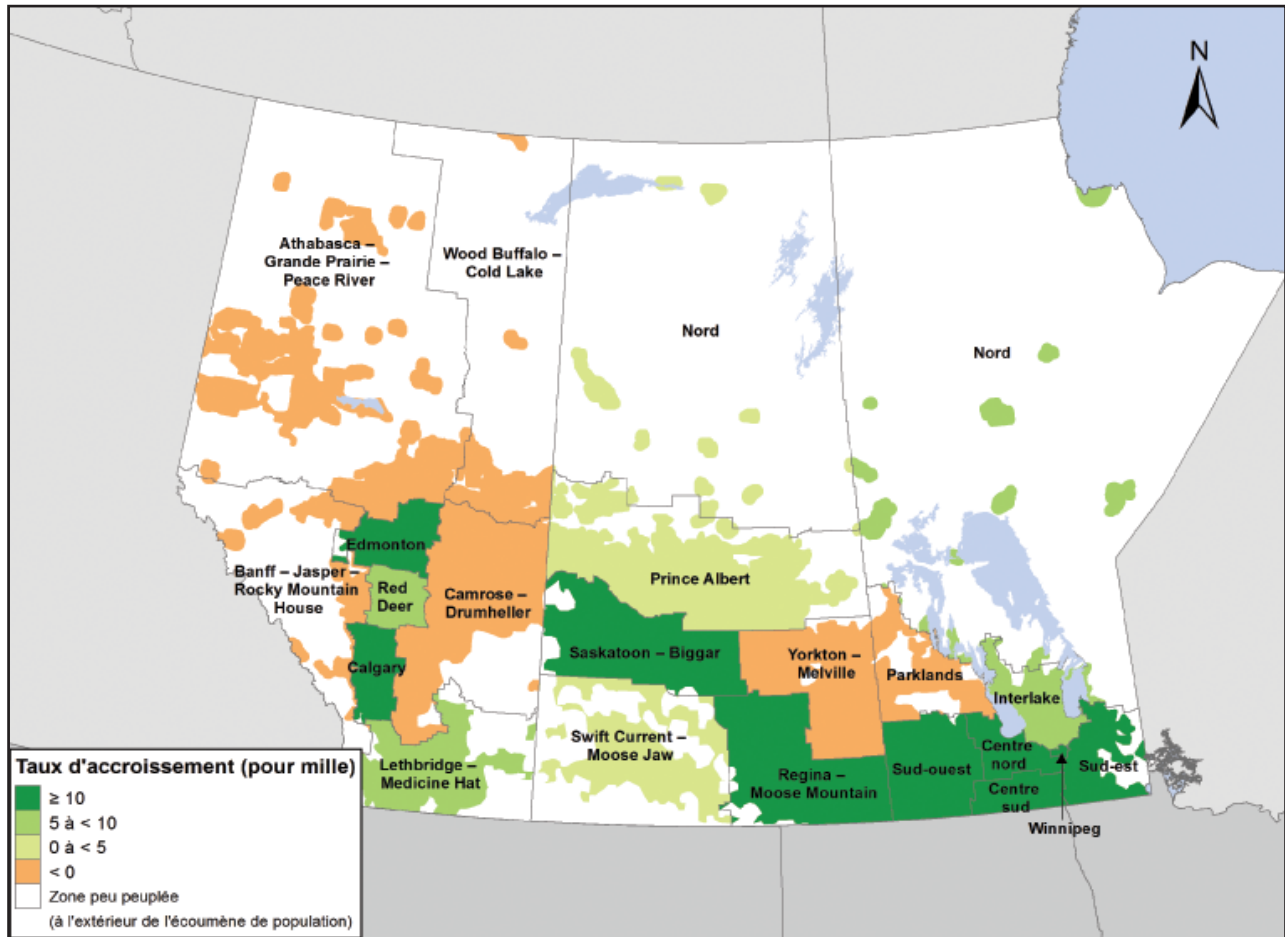 N
Athabasca –
Grande Prairie –
Peace River
Wood Buffalo –
Cold Lake
Nord
Nord
Edmonton
Banff – Jasper –
Rocky Mountain
House
Red
Deer
Camrose –
Drumheller
Prince Albert
Calgary
Saskatoon – Biggar
Yorkton –
Melville
Parklands
Interlake
Lethbridge –
Medicine Hat
Swift Current –
Moose Jaw
Regina –
Moose Mountain
Sud-ouest
Centre
nord
Centre
sud
Sud-est
Winnipeg
Taux d'accroissement (pour mille)
≥ 10
5 à < 10
0 à < 5
< 0
Zone peu peuplée
(à l'extérieur de l'écoumène de population)